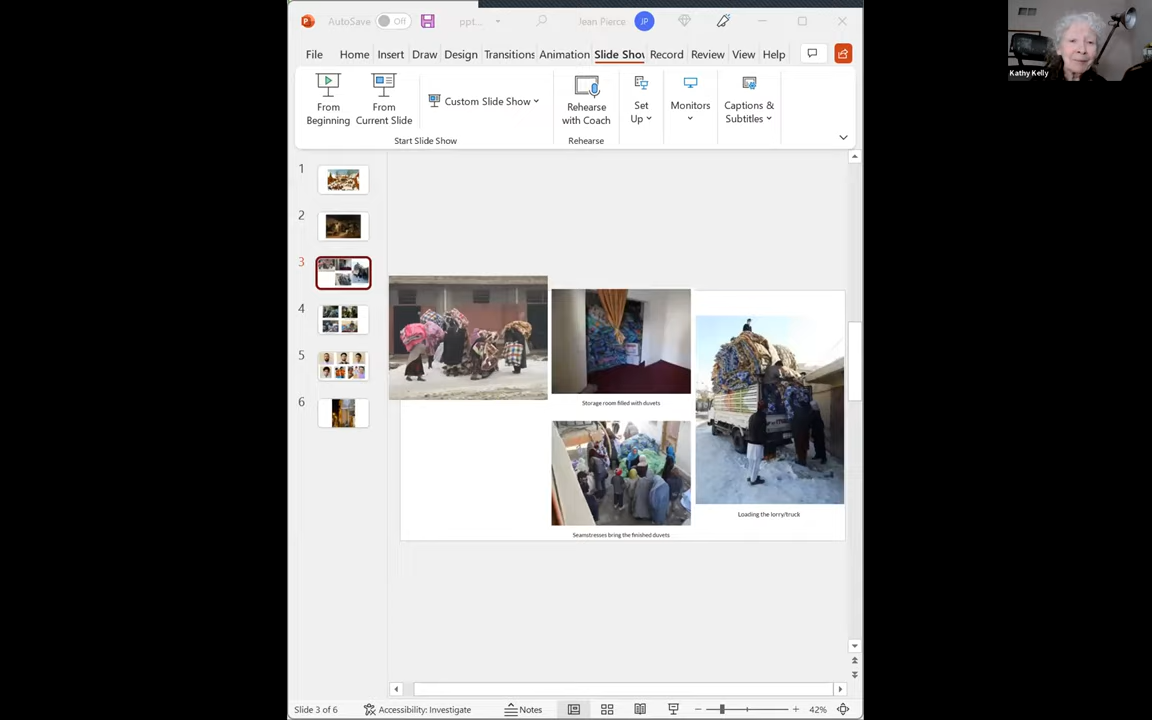 AutoSave Off ppt... Jean Pierce JP
File Home Insert Draw Design Transitions Animation Slide Shov Record Review View Help
From Beginning
From Current Slide
Custom Slide Show
Rehearse with Coach
Set Up
Monitors
Captions & Subtitles
Start Slide Show
Rehearse
1
2
3
4
5
6
Storage room filled with duvets
Seamstresses bring the finished duvets
Loading the lorry/truck
Slide 3 of 6 Accessibility: Investigate Notes 42%
Kathy Kelly